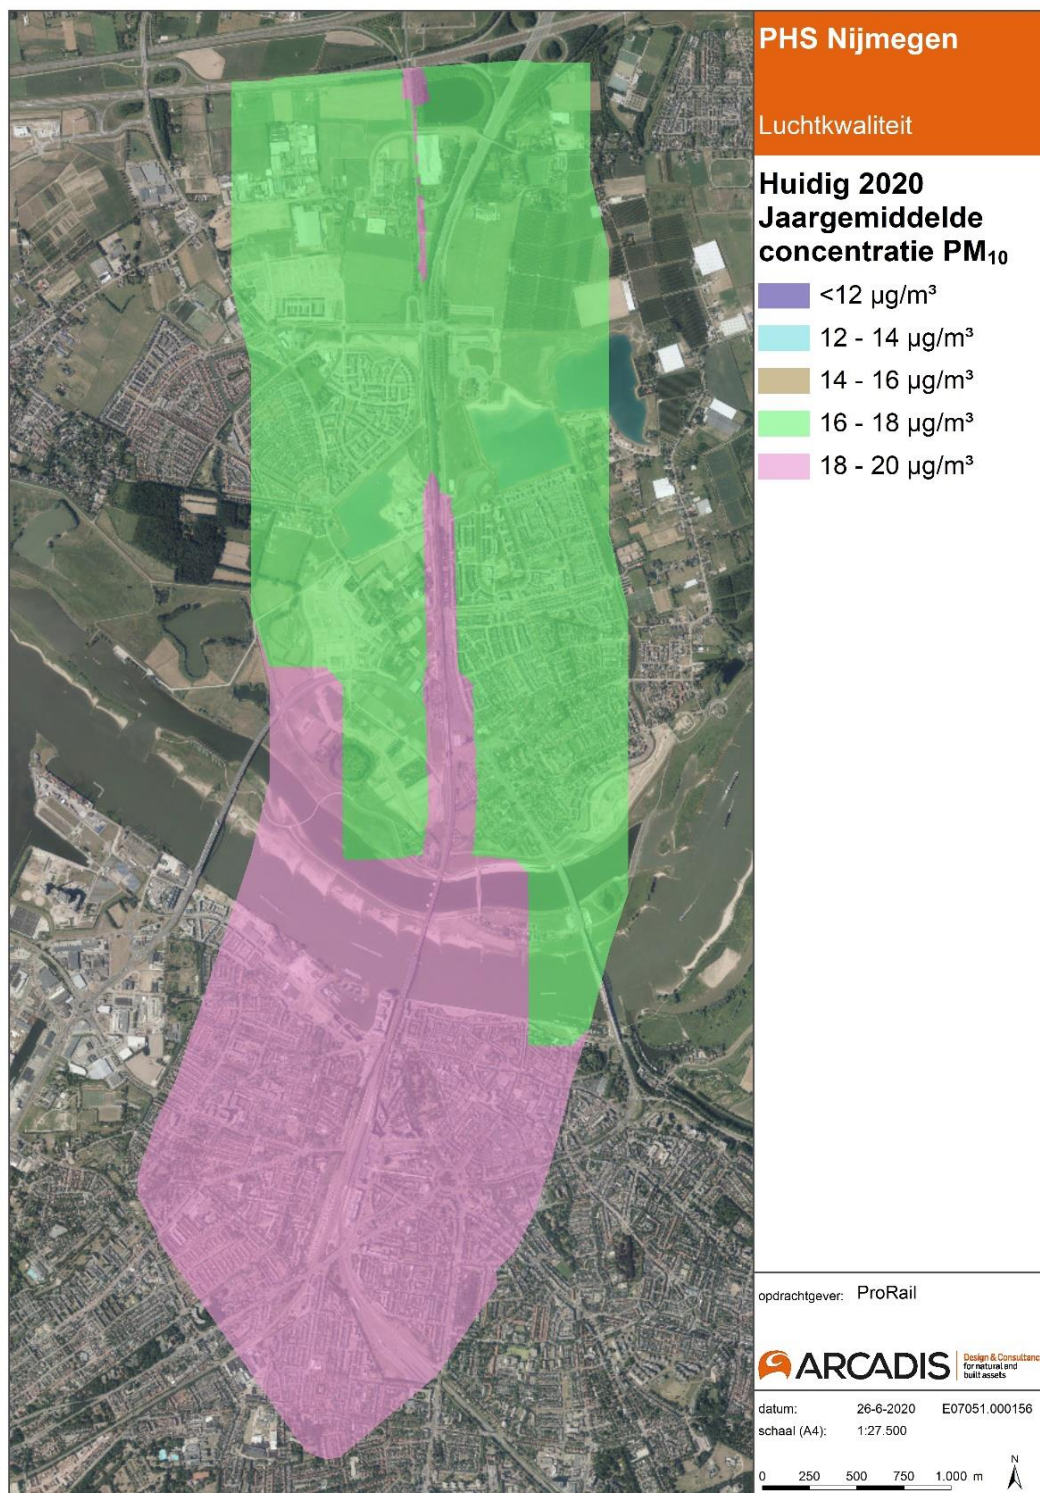 PHS Nijmegen
Luchtkwaliteit
Huidig 2020
Jaargemiddelde
concentratie PM₁₀
<12 µg/m³
12 - 14 µg/m³
14 - 16 µg/m³
16 - 18 µg/m³
18 - 20 µg/m³
opdrachtgever: ProRail
ARCADIS
Design & Consultancy
for natural and
built assets
datum: 26-6-2020 E07051.000156
schaal (A4): 1:27.500
N
0 250 500 750 1.000 m